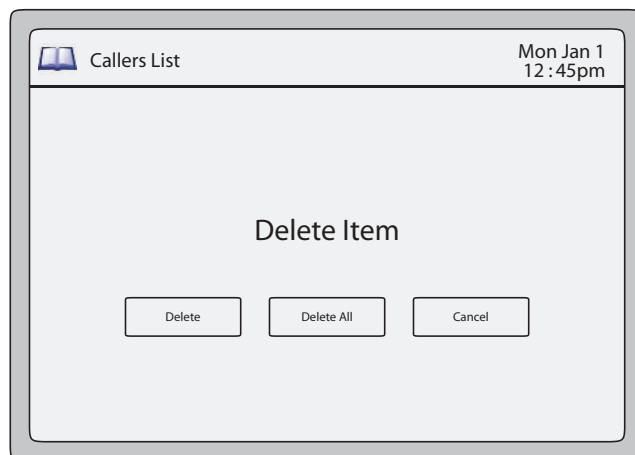 Callers List
Mon Jan 1
12:45pm
Delete Item
Delete
Delete All
Cancel